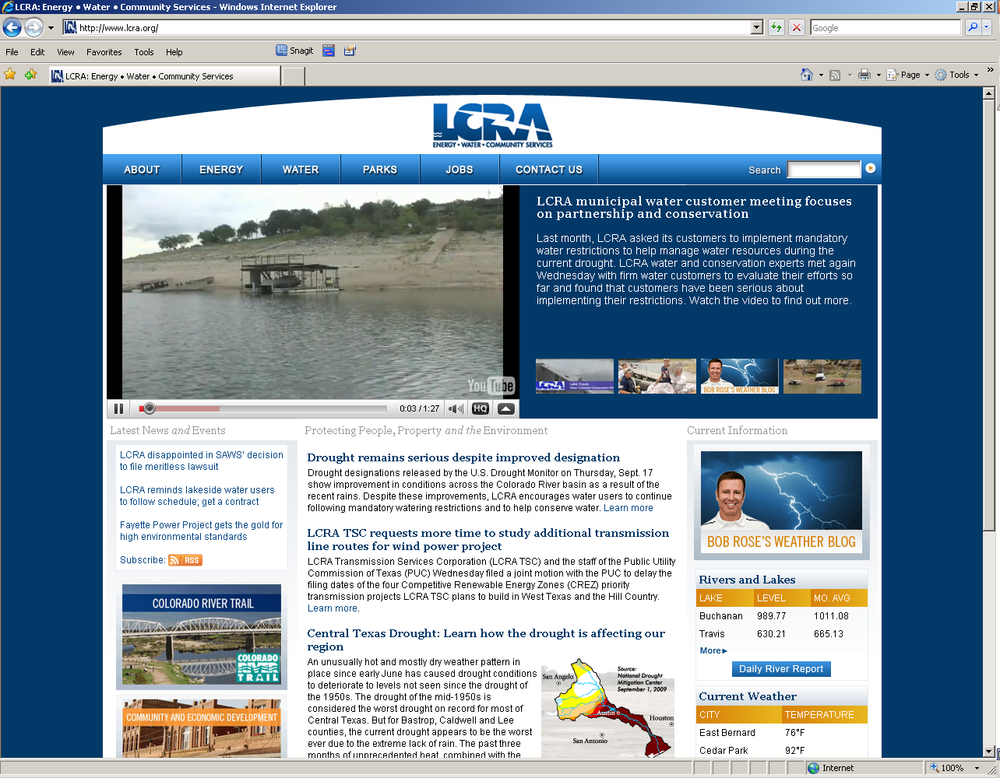 LCRA: Energy • Water • Community Services - Windows Internet Explorer
http://www.lcra.org/
Google
File Edit View Favorites Tools Help Snagit
LCRA: Energy • Water • Community Services
Page Tools
LCRA
ENERGY • WATER • COMMUNITY SERVICES
ABOUT ENERGY WATER PARKS JOBS CONTACT US Search
LCRA municipal water customer meeting focuses
on partnership and conservation
Last month, LCRA asked its customers to implement mandatory
water restrictions to help manage water resources during the
current drought. LCRA water and conservation experts met again
Wednesday with firm water customers to evaluate their efforts so
far and found that customers have been serious about
implementing their restrictions. Watch the video to find out more.
LCRA Lake Travis
BOB ROSE'S WEATHER BLOG
YouTube
0:03 / 1:27 HQ
Latest News and Events
LCRA disappointed in SAWS' decision
to file meritless lawsuit
LCRA reminds lakeside water users
to follow schedule; get a contract
Fayette Power Project gets the gold for
high environmental standards
Subscribe: RSS
COLORADO RIVER TRAIL
COLORADO
RIVER
TRAIL
COMMUNITY AND ECONOMIC DEVELOPMENT
Protecting People, Property and the Environment
Drought remains serious despite improved designation
Drought designations released by the U.S. Drought Monitor on Thursday, Sept. 17
show improvement in conditions across the Colorado River basin as a result of the
recent rains. Despite these improvements, LCRA encourages water users to continue
following mandatory watering restrictions and to help conserve water. Learn more
LCRA TSC requests more time to study additional transmission
line routes for wind power project
LCRA Transmission Services Corporation (LCRA TSC) and the staff of the Public Utility
Commission of Texas (PUC) Wednesday filed a joint motion with the PUC to delay the
filing dates of the four Competitive Renewable Energy Zones (CREZ) priority
transmission projects LCRA TSC plans to build in West Texas and the Hill Country.
Learn more.
Central Texas Drought: Learn how the drought is affecting our
region
An unusually hot and mostly dry weather pattern in
place since early June has caused drought conditions
to deteriorate to levels not seen since the drought of
the 1950s. The drought of the mid-1950s is
considered the worst drought on record for most of
Central Texas. But for Bastrop, Caldwell and Lee
counties, the current drought appears to be the worst
ever due to the extreme lack of rain. The past three
months of unprecedented heat, combined with the
Source:
National Drought
Mitigation Center
September 1, 2009
San Angelo
Austin
Houston
San Antonio
Current Information
BOB ROSE'S WEATHER BLOG
Rivers and Lakes
LAKE LEVEL MO. AVG
Buchanan 989.77 1011.08
Travis 630.21 665.13
More
Daily River Report
Current Weather
CITY TEMPERATURE
East Bernard 76°F
Cedar Park 92°F
Internet 100%